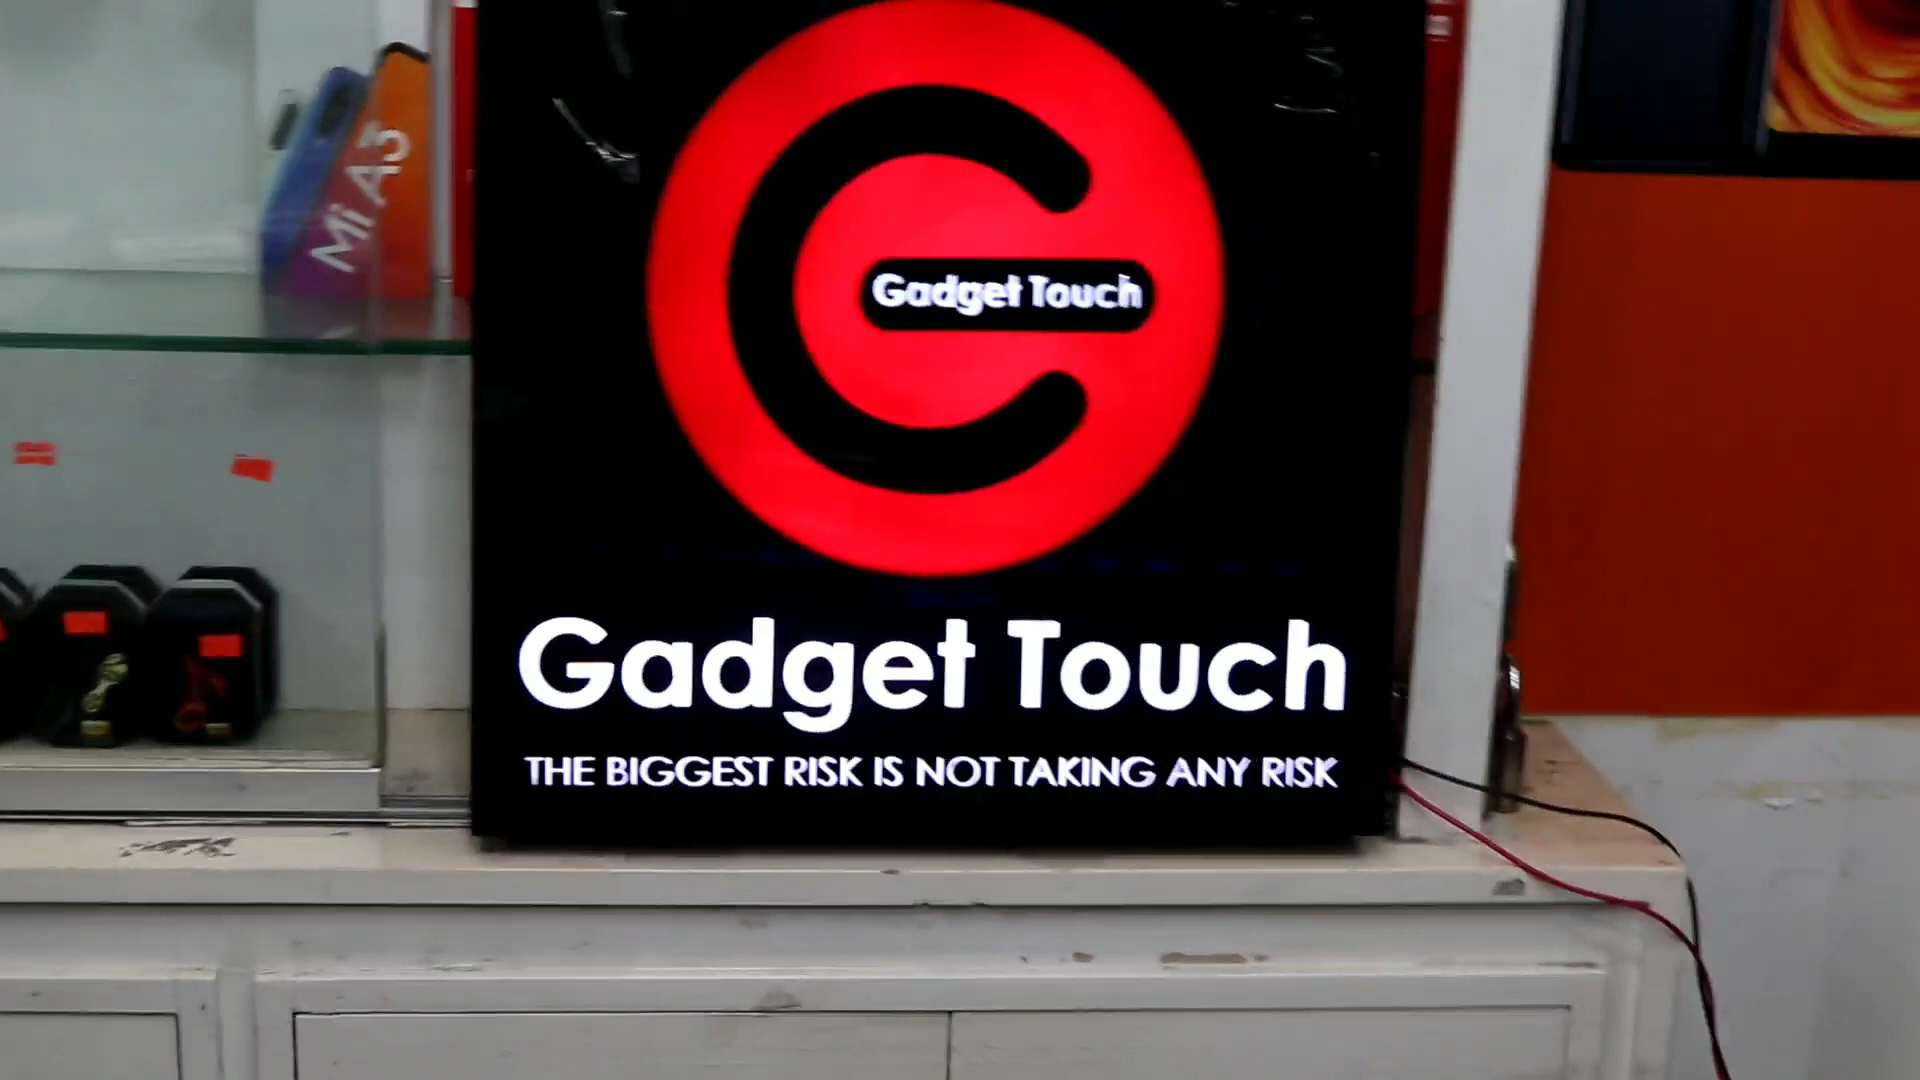 Mi A3
Gadget Touch
Gadget Touch
THE BIGGEST RISK IS NOT TAKING ANY RISK